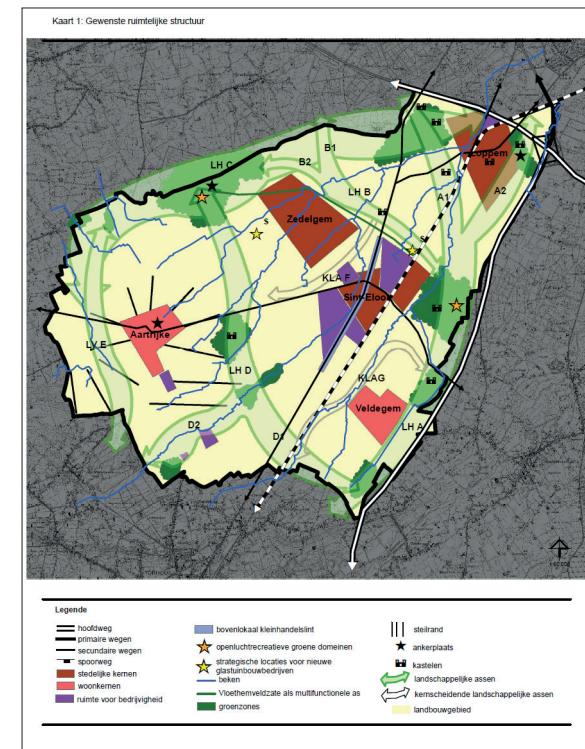 Kaart 1: Gewenste ruimtelijke structuur
Loppem
B1
LH C
B2
LH B
A1
A2
Zedelgem
S
S
KLA F
Sint-Elooi
Aartrijke
LV E
LH D
KLAG
Veldegem
LH A
D2
D1
Legende
hoofdweg
primaire wegen
secundaire wegen
spoorweg
stedelijke kernen
woonkernen
ruimte voor bedrijvigheid
bovenlokaal kleinhandelslint
openluchtrecreatieve groene domeinen
strategische locaties voor nieuwe
glastuinbouwbedrijven
beken
Vloethemveldzate als multifunctionele as
groenzones
steilrand
ankerplaats
kastelen
landschappelijke assen
kernscheidende landschappelijke assen
landbouwgebied